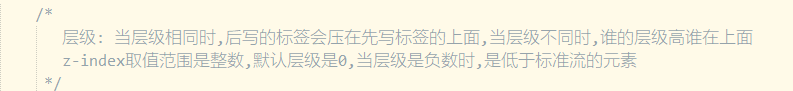 /*
层级: 当层级相同时,后写的标签会压在先写标签的上面,当层级不同时,谁的层级高谁在上面
z-index取值范围是整数,默认层级是0,当层级是负数时,是低于标准流的元素
*/